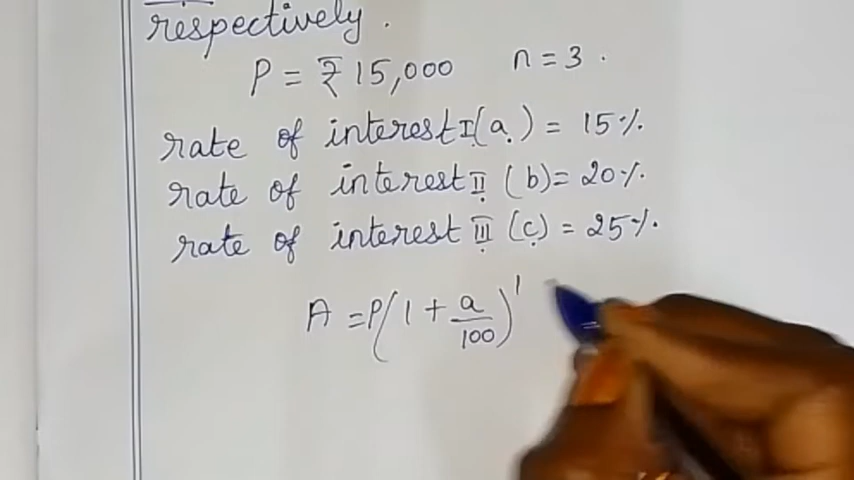 respectively.
P = ₹15,000 n = 3.
rate of interest I (a) = 15%
rate of interest II (b) = 20%.
rate of interest III (c) = 25%.
A = P(1 + a/100)^1